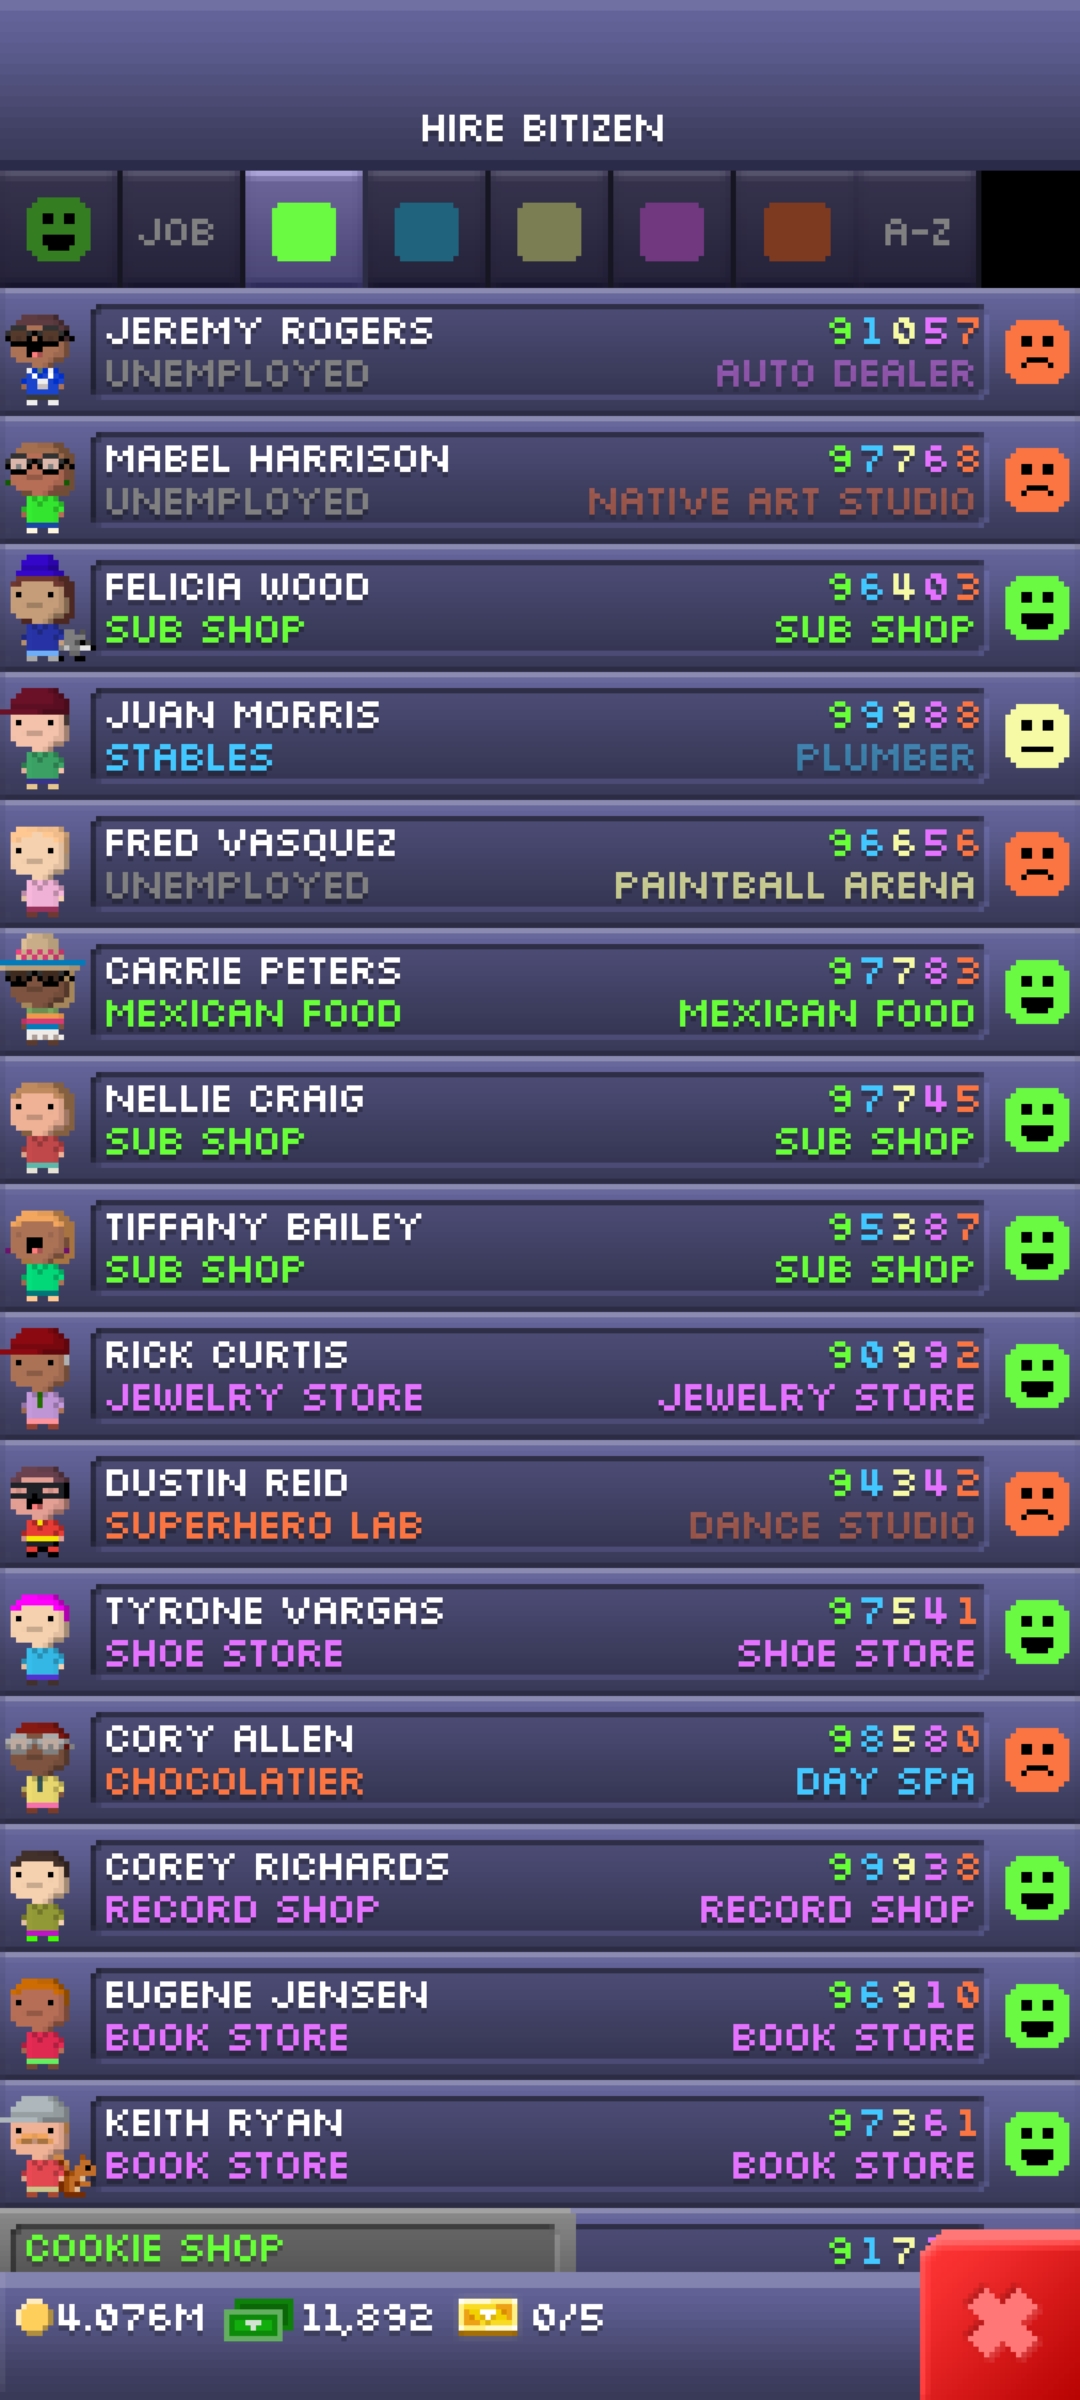 HIRE BITIZEN
JOB A-Z
JEREMY ROGERS 91057
UNEMPLOYED AUTO DEALER
MABEL HARRISON 97768
UNEMPLOYED NATIVE ART STUDIO
FELICIA WOOD 96403
SUB SHOP SUB SHOP
JUAN MORRIS 99988
STABLES PLUMBER
FRED VASQUEZ 96656
UNEMPLOYED PAINTBALL ARENA
CARRIE PETERS 97783
MEXICAN FOOD MEXICAN FOOD
NELLIE CRAIG 97745
SUB SHOP SUB SHOP
TIFFANY BAILEY 95387
SUB SHOP SUB SHOP
RICK CURTIS 90992
JEWELRY STORE JEWELRY STORE
DUSTIN REID 94342
SUPERHERO LAB DANCE STUDIO
TYRONE VARGAS 97541
SHOE STORE SHOE STORE
CORY ALLEN 98580
CHOCOLATIER DAY SPA
COREY RICHARDS 99938
RECORD SHOP RECORD SHOP
EUGENE JENSEN 96910
BOOK STORE BOOK STORE
KEITH RYAN 97361
BOOK STORE BOOK STORE
COOKIE SHOP 917
4.076M 11,892 0/5